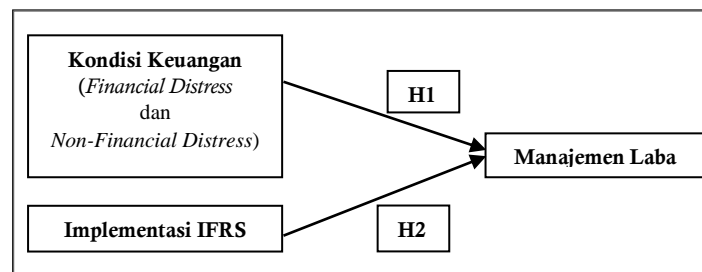 Kondisi Keuangan
(Financial Distress
dan
Non-Financial Distress)
H1
Manajemen Laba
Implementasi IFRS
H2